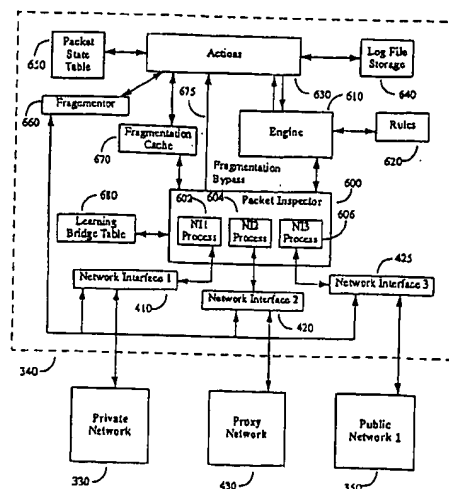 650
Packet
State
Table
Actions
Log File
Storage
675
630
610
640
Fragementor
660
Engine
Rules
Fragmentation
Cache
670
620
Fragmentation
Bypass
600
680
Packet Inspector
602
604
NI1
Process
NI2
Process
NI3
Process
606
Learning
Bridge Table
425
Network Interface 1
Network Interface 3
410
Network Interface 2
420
340
Private
Network
Proxy
Network
Public
Network 1
330
430
350